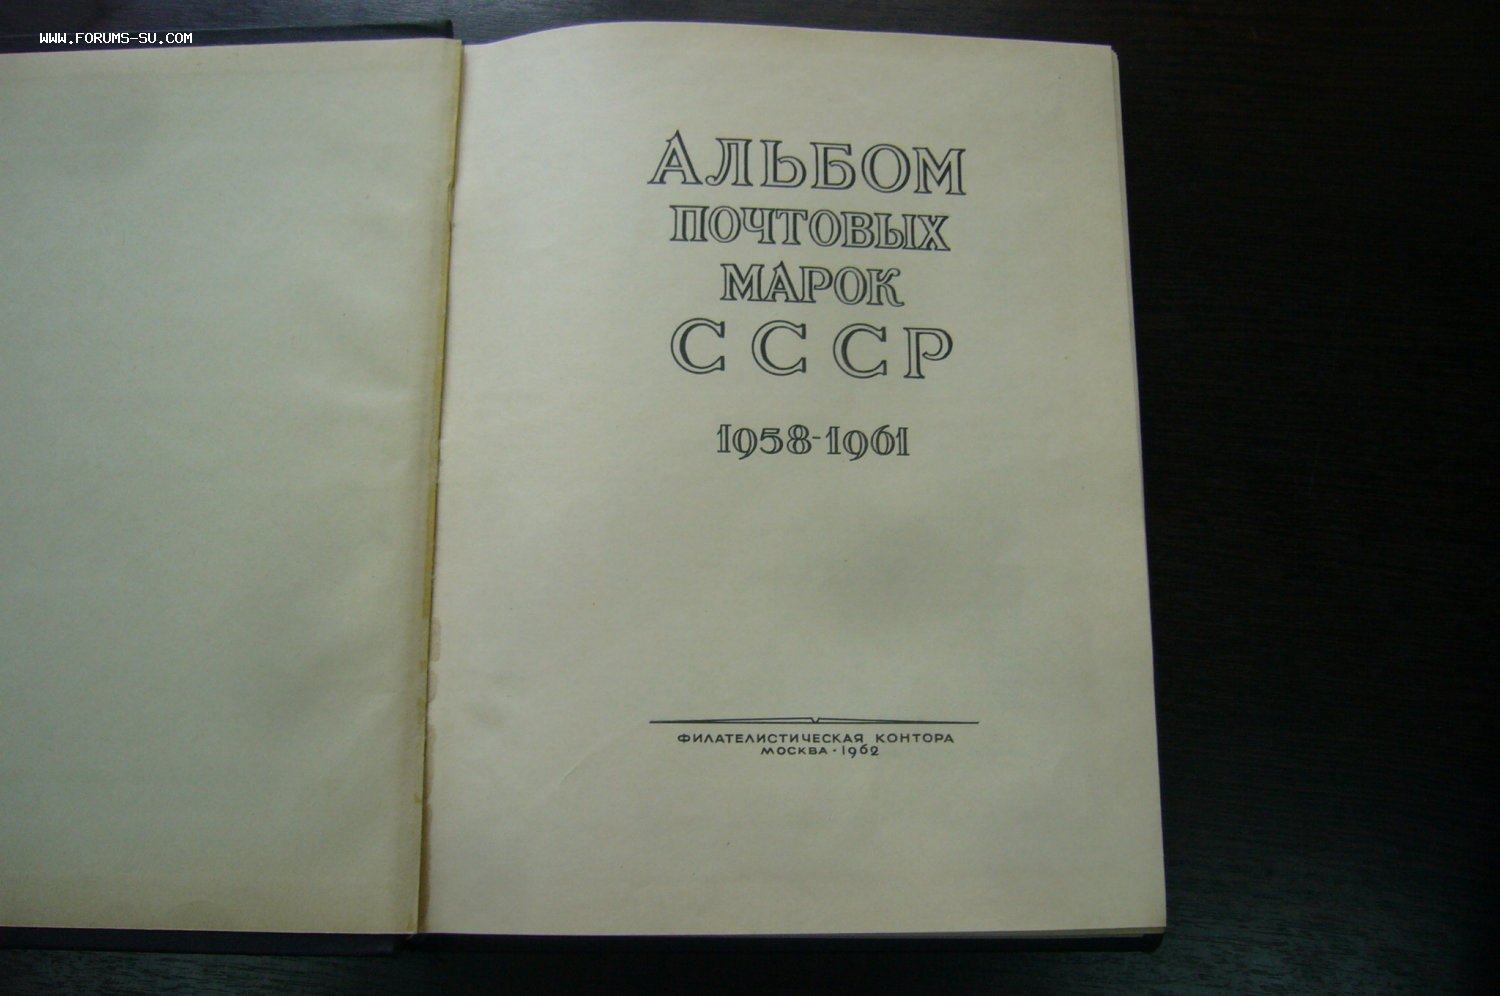 WWW.FORUMS-SU.COM
АЛЬБОМ
ПОЧТОВЫХ
МАРОК
СССР
1958-1961
ФИЛАТЕЛИСТИЧЕСКАЯ КОНТОРА
МОСКВА · 1962